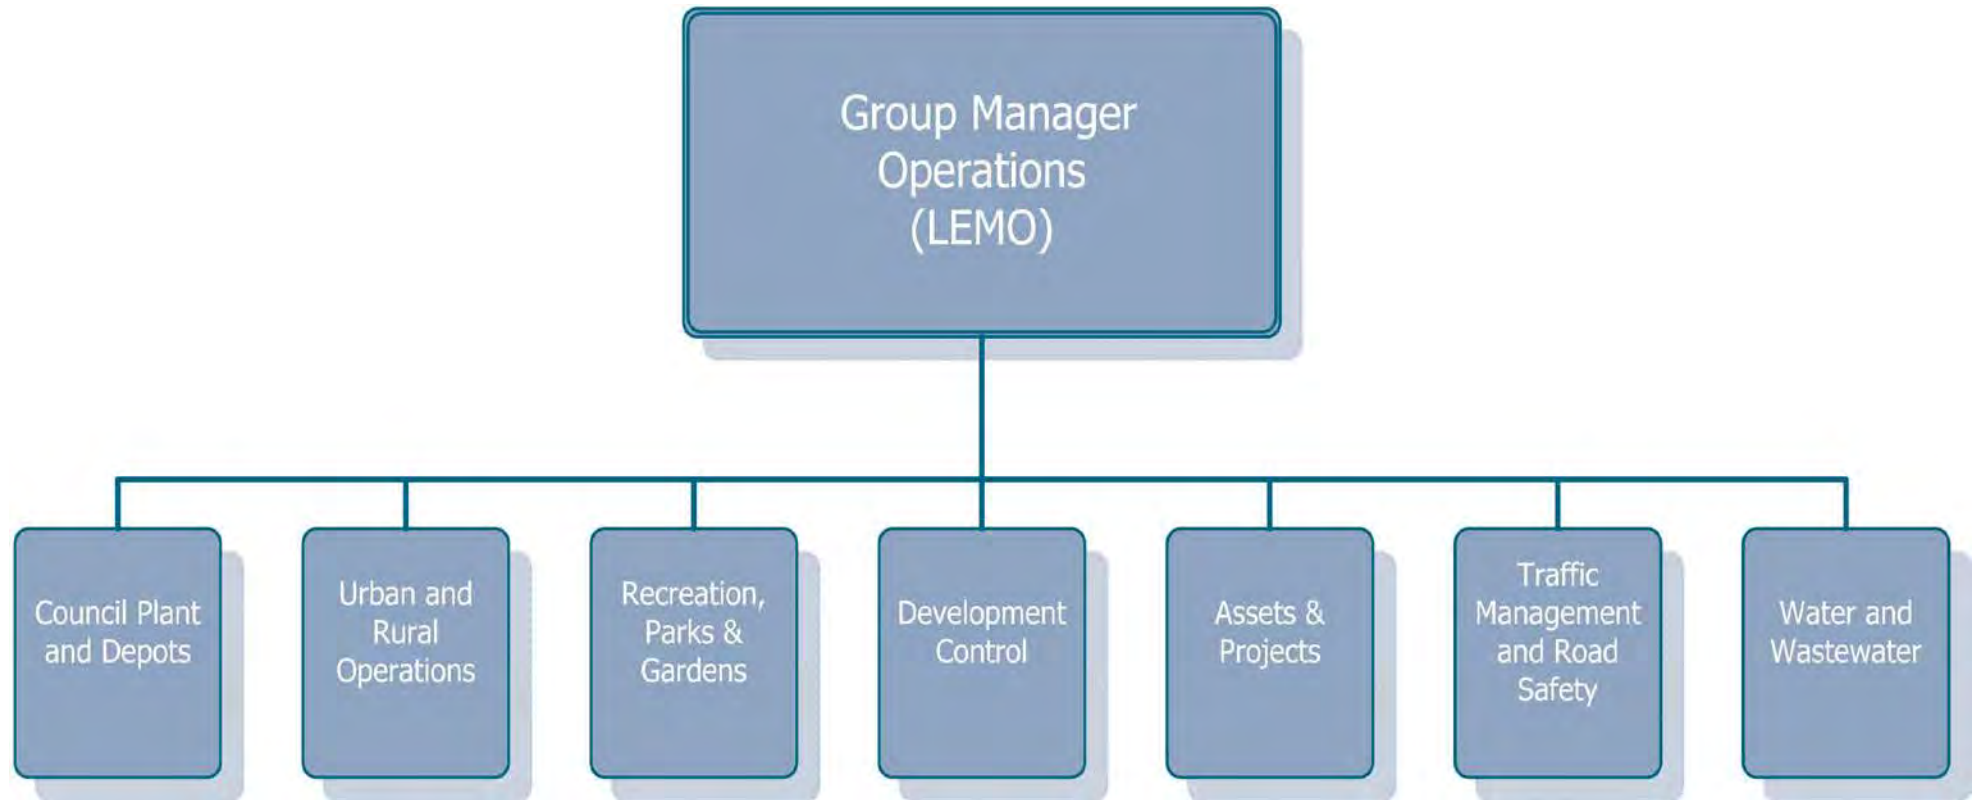 Group Manager
Operations
(LEMO)
Council Plant
and Depots
Urban and
Rural
Operations
Recreation,
Parks &
Gardens
Development
Control
Assets &
Projects
Traffic
Management
and Road
Safety
Water and
Wastewater